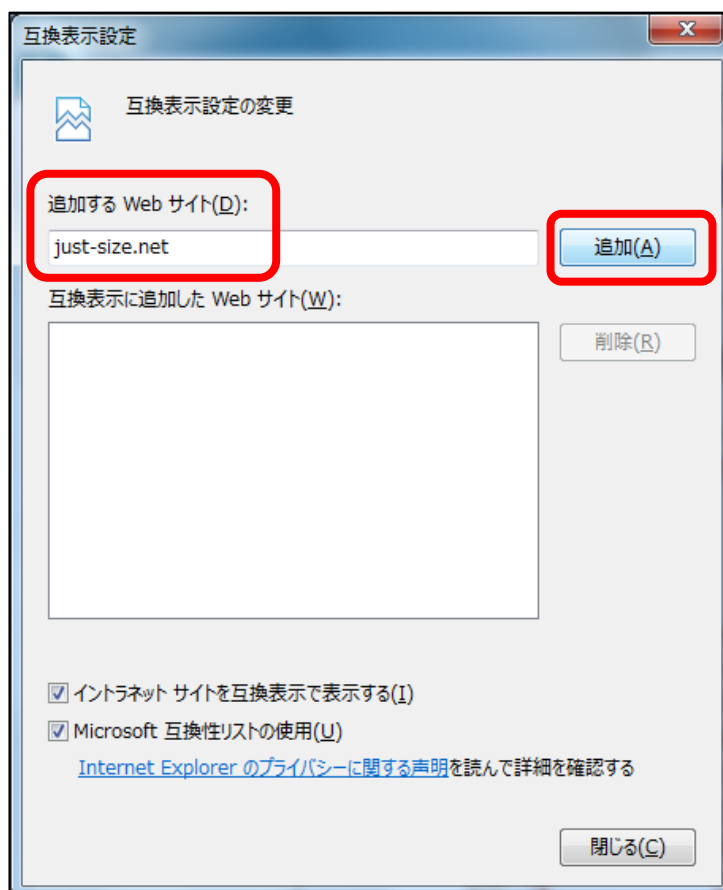 互換表示設定
互換表示設定の変更
追加する Web サイト(D):
just-size.net
追加(A)
互換表示に追加した Web サイト(W):
削除(R)
イントラネット サイトを互換表示で表示する(I)
Microsoft 互換性リストの使用(U)
Internet Explorer のプライバシーに関する声明を読んで詳細を確認する
閉じる(C)